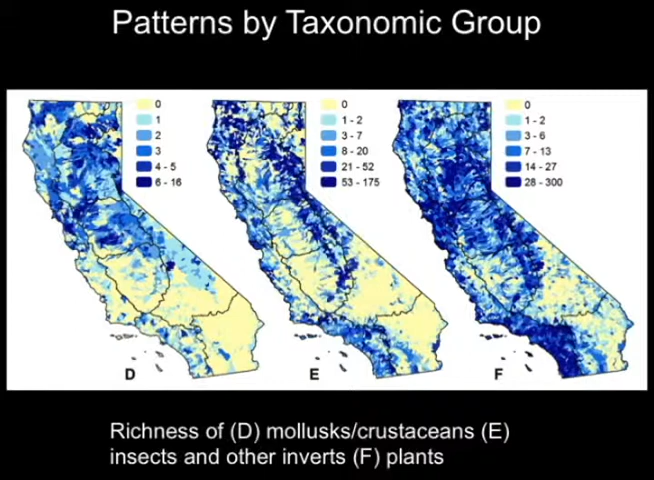 Patterns by Taxonomic Group
0
1
2
3
4 - 5
6 - 16
D
0
1 - 2
3 - 7
8 - 20
21 - 52
53 - 175
E
0
1 - 2
3 - 6
7 - 13
14 - 27
28 - 300
F
Richness of (D) mollusks/crustaceans (E)
insects and other inverts (F) plants